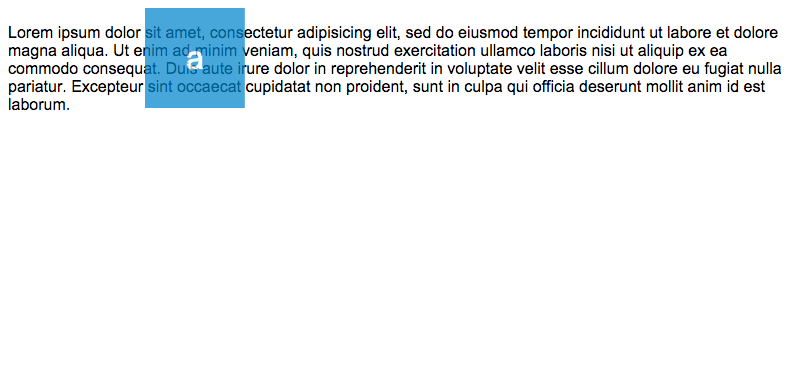 Lorem ipsum dolor sit amet, consectetur adipisicing elit, sed do eiusmod tempor incididunt ut labore et dolore
magna aliqua. Ut enim ad minim veniam, quis nostrud exercitation ullamco laboris nisi ut aliquip ex ea
commodo consequat. Duis aute irure dolor in reprehenderit in voluptate velit esse cillum dolore eu fugiat nulla
pariatur. Excepteur sint occaecat cupidatat non proident, sunt in culpa qui officia deserunt mollit anim id est
laborum.
a